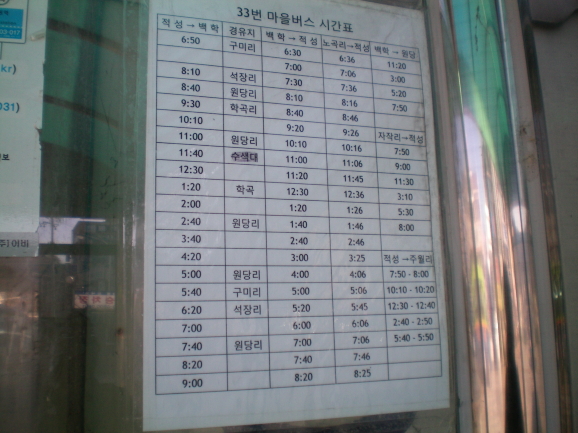 33번 마을버스 시간표
적성→백학 경유지 백학→적성 노곡리→적성 백학→원당
6:50 구미리 6:30 6:36 11:20
7:00 7:06 3:00
8:10 석장리 7:30 7:36 5:20
8:40 원당리 8:10 8:16 7:50
9:30 학곡리 8:40 8:46
10:10 9:20 9:26 자작리→적성
11:00 원당리 10:10 10:16 7:50
11:40 수색대 11:00 11:06 9:00
12:30 11:20 11:45 11:30
1:20 학곡 12:30 12:36 3:10
2:00 1:20 1:26 5:30
2:40 원당리 1:40 1:46 8:00
3:40 2:40 2:46
4:20 3:00 3:25 적성→주월리
5:00 원당리 4:00 4:06 7:50 - 8:00
5:40 구미리 5:00 5:06 10:10 - 10:20
6:20 석장리 5:20 5:45 12:30 - 12:40
7:00 6:00 6:06 2:40 - 2:50
7:40 원당리 7:00 7:06 5:40 - 5:50
8:20 7:40 7:46
9:00 8:20 8:25
kr)
031)
이비